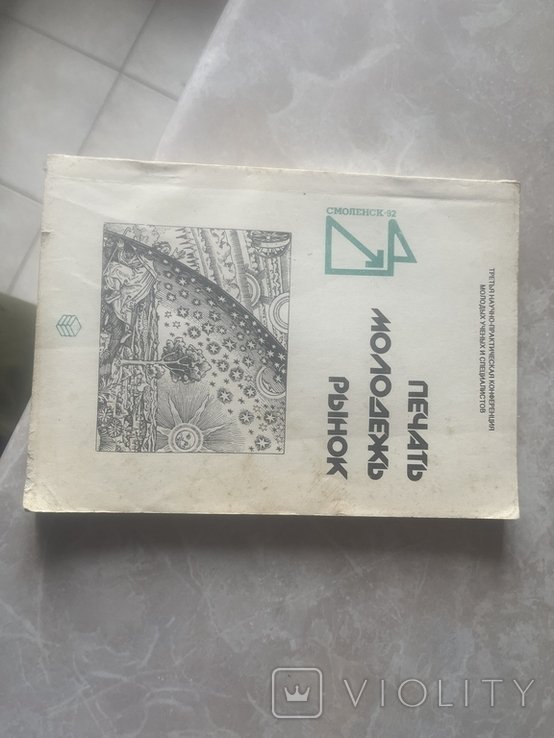 ТРЕТЬЯ НАУЧНО-ПРАКТИЧЕСКАЯ КОНФЕРЕНЦИЯ
МОЛОДЫХ УЧЕНЫХ И СПЕЦИАЛИСТОВ
СМОЛЕНСК-92
ПЕЧАТЬ
МОЛОДЕЖЬ
РЫНОК
VIOLITY